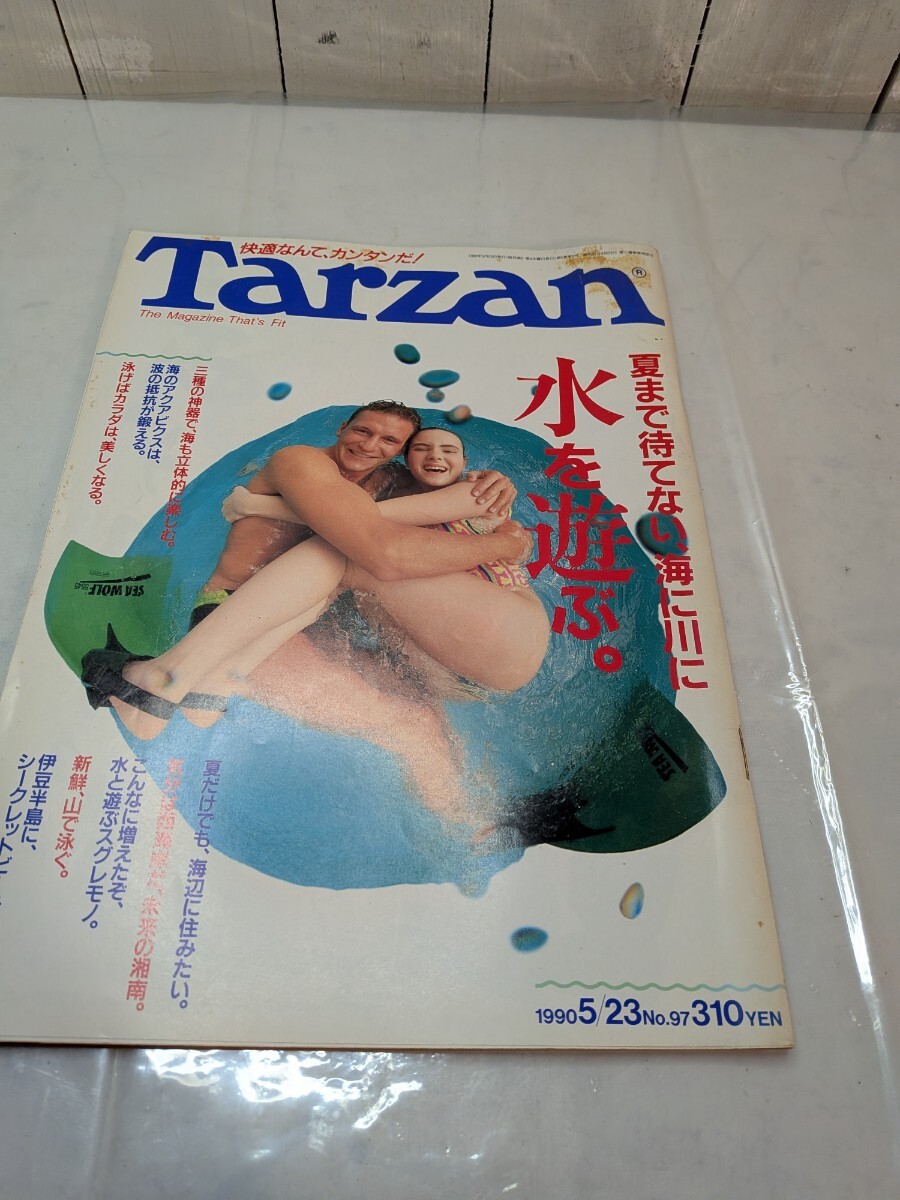 快適なんて、カンタンだ！
Tarzan
®
The Magazine That's Fit
夏まで待てない、海に川に
水を遊ぶ。
三種の神器で、海も立体的に楽しむ。
海のアクアビクスは、
波の抵抗が鍛える。
泳げばカラダは、美しくなる。
SEA WOLF
夏だけでも、海辺に住みたい。
未来の湘南。
こんなに増えたぞ、
水と遊ぶスグレモノ。
新鮮、山で泳ぐ。
伊豆半島に、
シークレットビ
1990 5/23 No.97 310 YEN